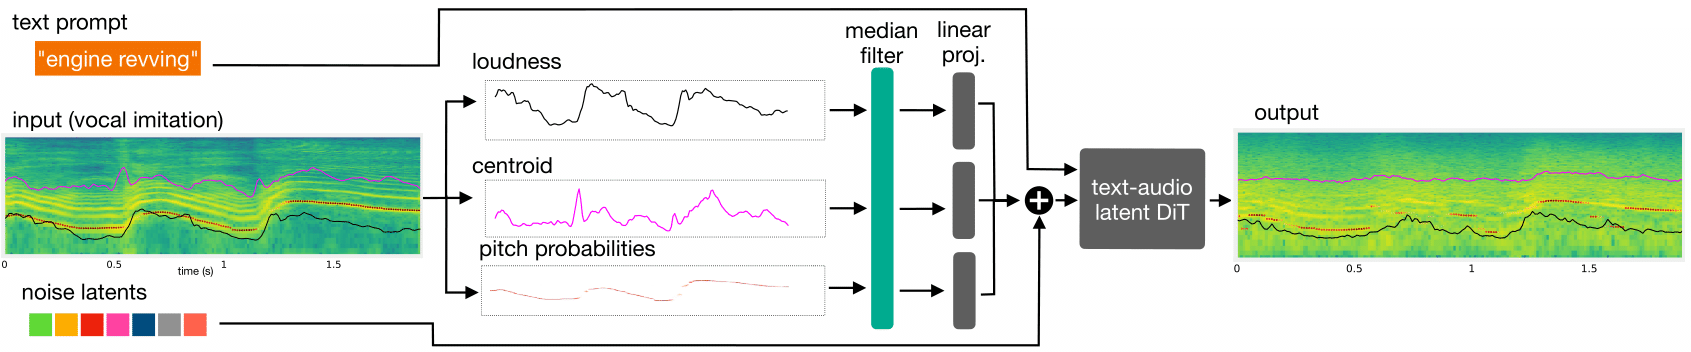 text prompt
"engine revving"
input (vocal imitation)
0 0.5 1 1.5
time (s)
noise latents
loudness
centroid
pitch probabilities
median
filter
linear
proj.
+
text-audio
latent DiT
output
0 0.5 1 1.5